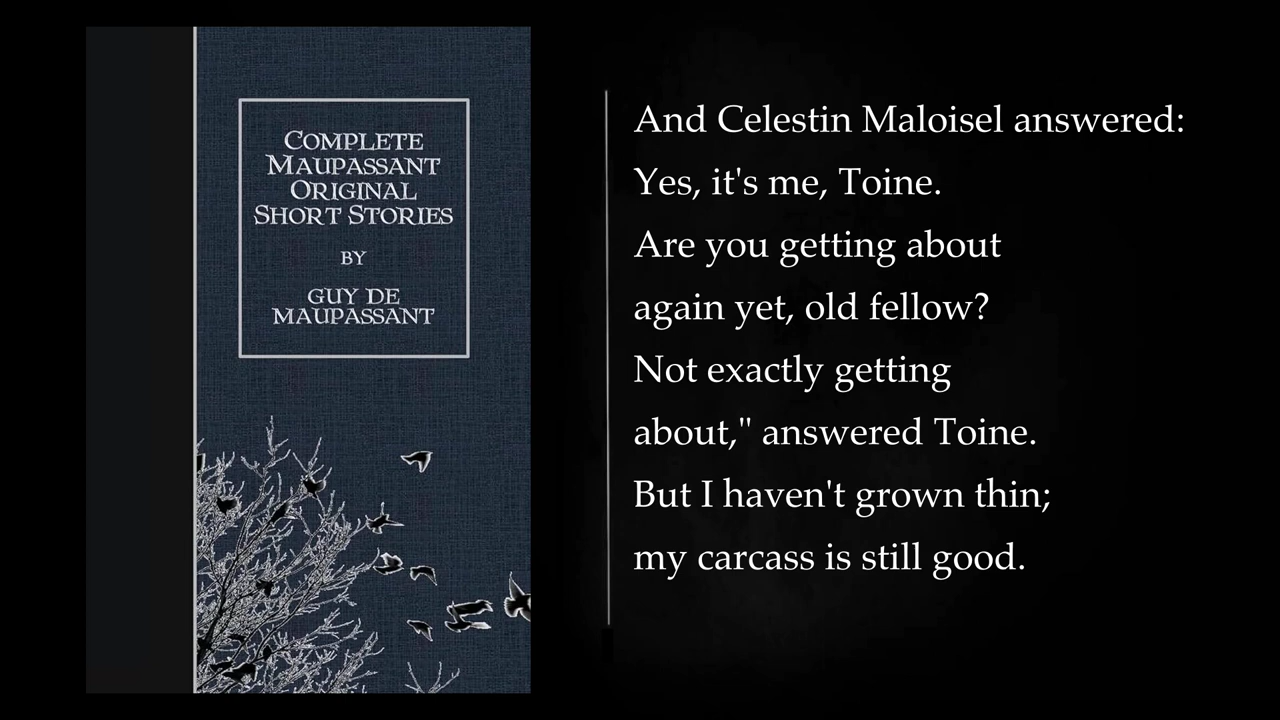 COMPLETE
MAUPASSANT
ORIGINAL
SHORT STORIES
BY
GUY DE
MAUPASSANT
And Celestin Maloisel answered:
Yes, it's me, Toine.
Are you getting about
again yet, old fellow?
Not exactly getting
about," answered Toine.
But I haven't grown thin;
my carcass is still good.